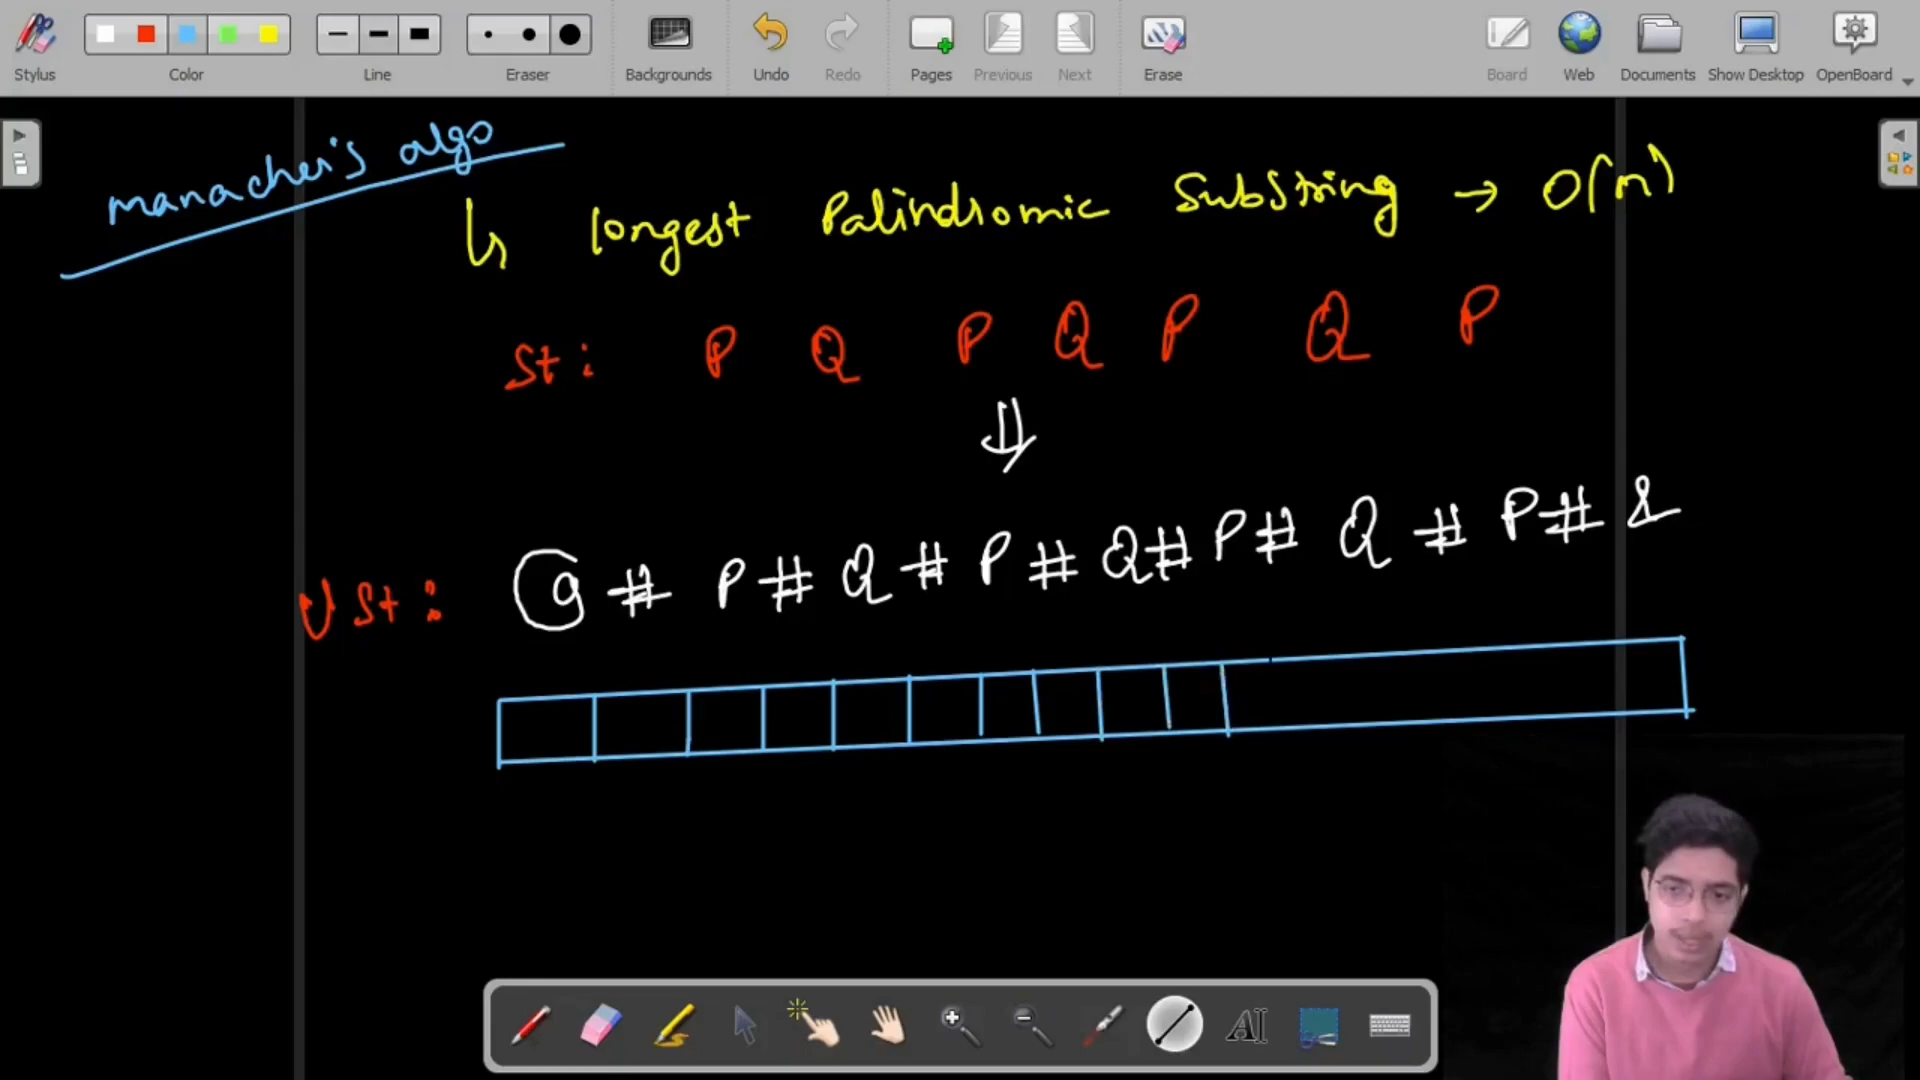 Stylus Color Line Eraser Backgrounds Undo Redo Pages Previous Next Erase Board Web Documents Show Desktop OpenBoard
manacher's algo
↳ longest Palindromic Substring → O(n)
St: P Q P Q P Q P
⇓
USt: @ # P # Q # P # Q # P # Q # P # &